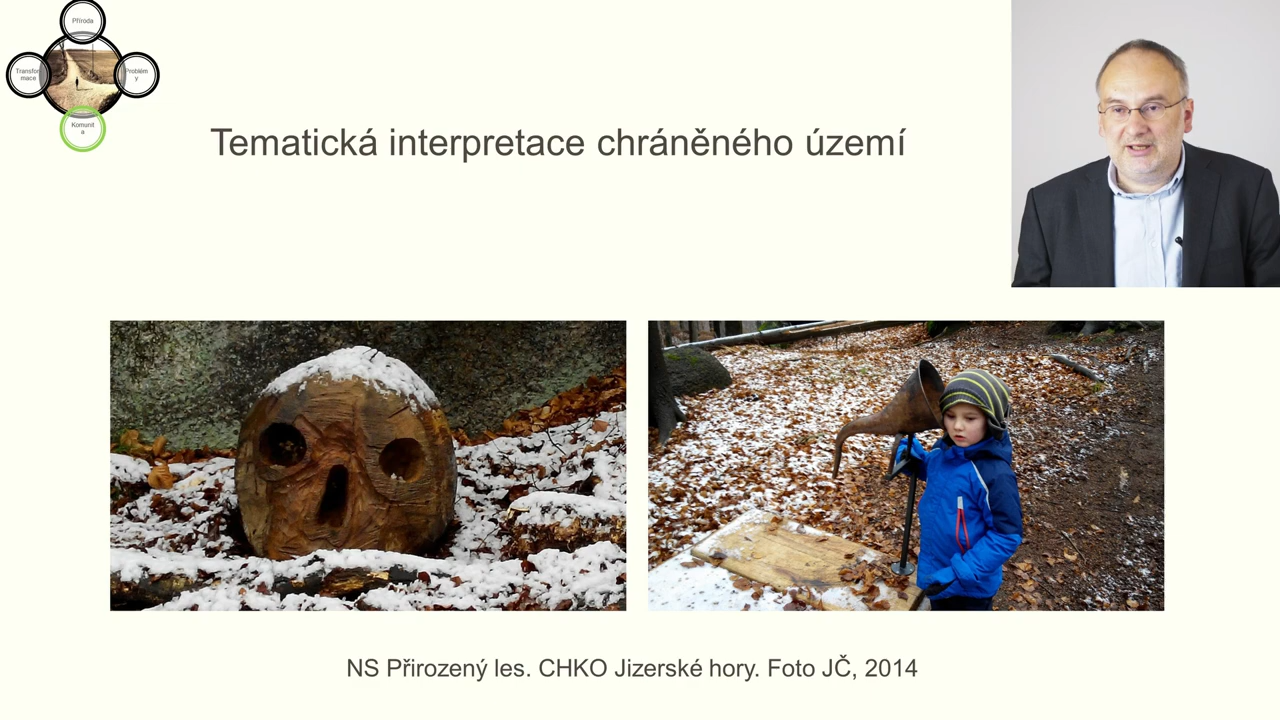 Příroda
Transfor
mace
Problém
y
Komunit
a
Tematická interpretace chráněného území
NS Přirozený les. CHKO Jizerské hory. Foto JČ, 2014